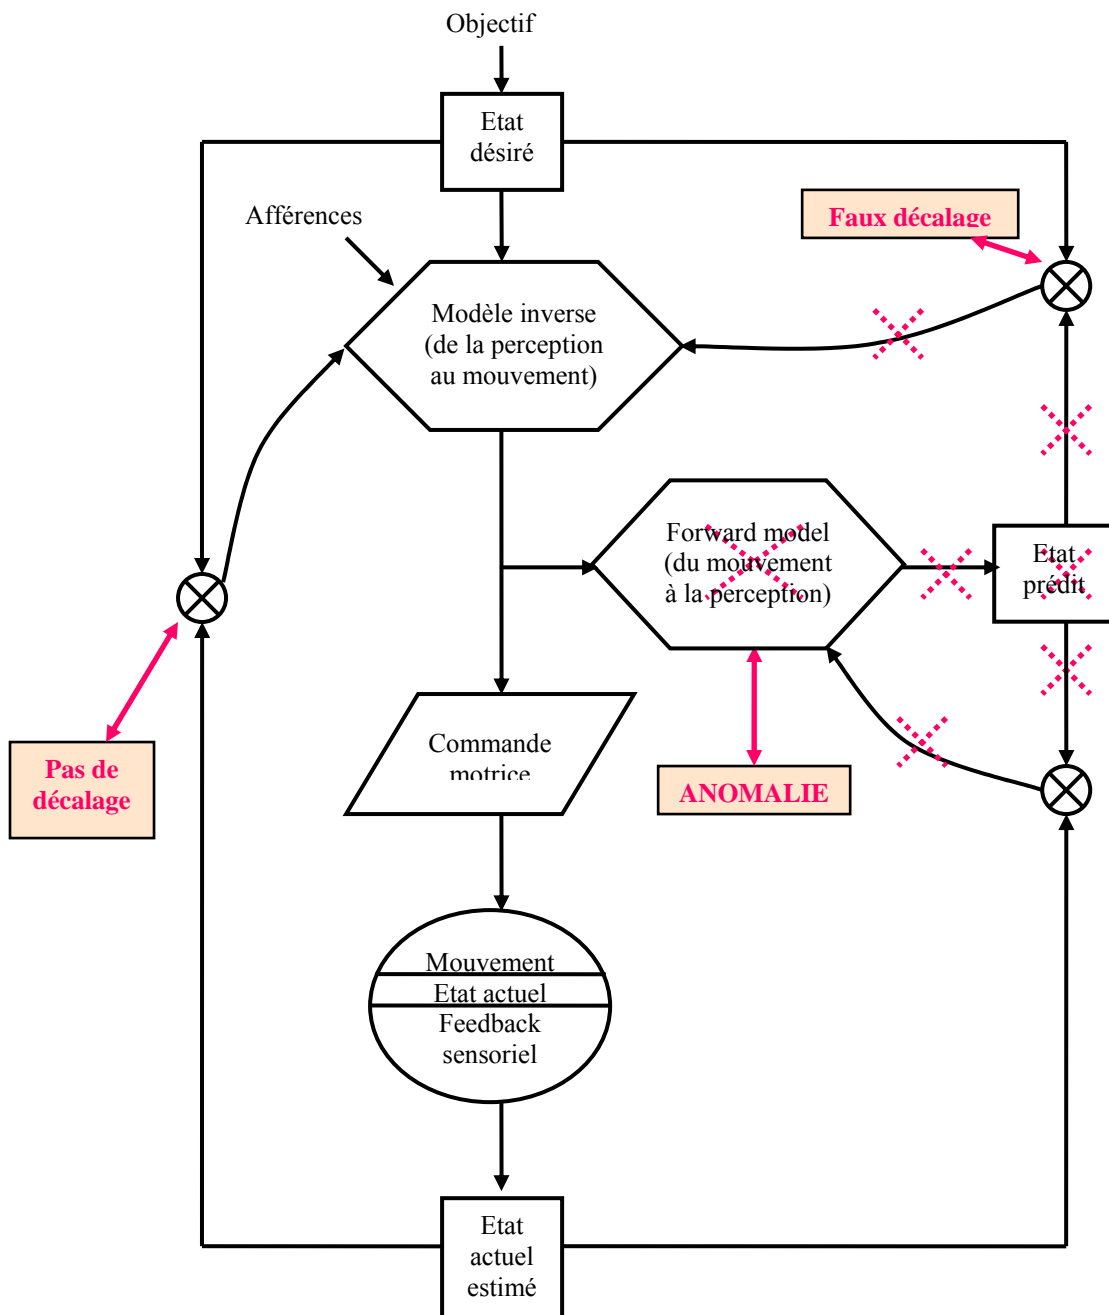 Objectif
Etat
désiré
Afférences
Faux décalage
Modèle inverse
(de la perception
au mouvement)
Forward model
(du mouvement
à la perception)
Etat
prédit
Commande
motrice
Pas de
décalage
ANOMALIE
Mouvement
Etat actuel
Feedback
sensoriel
Etat
actuel
estimé